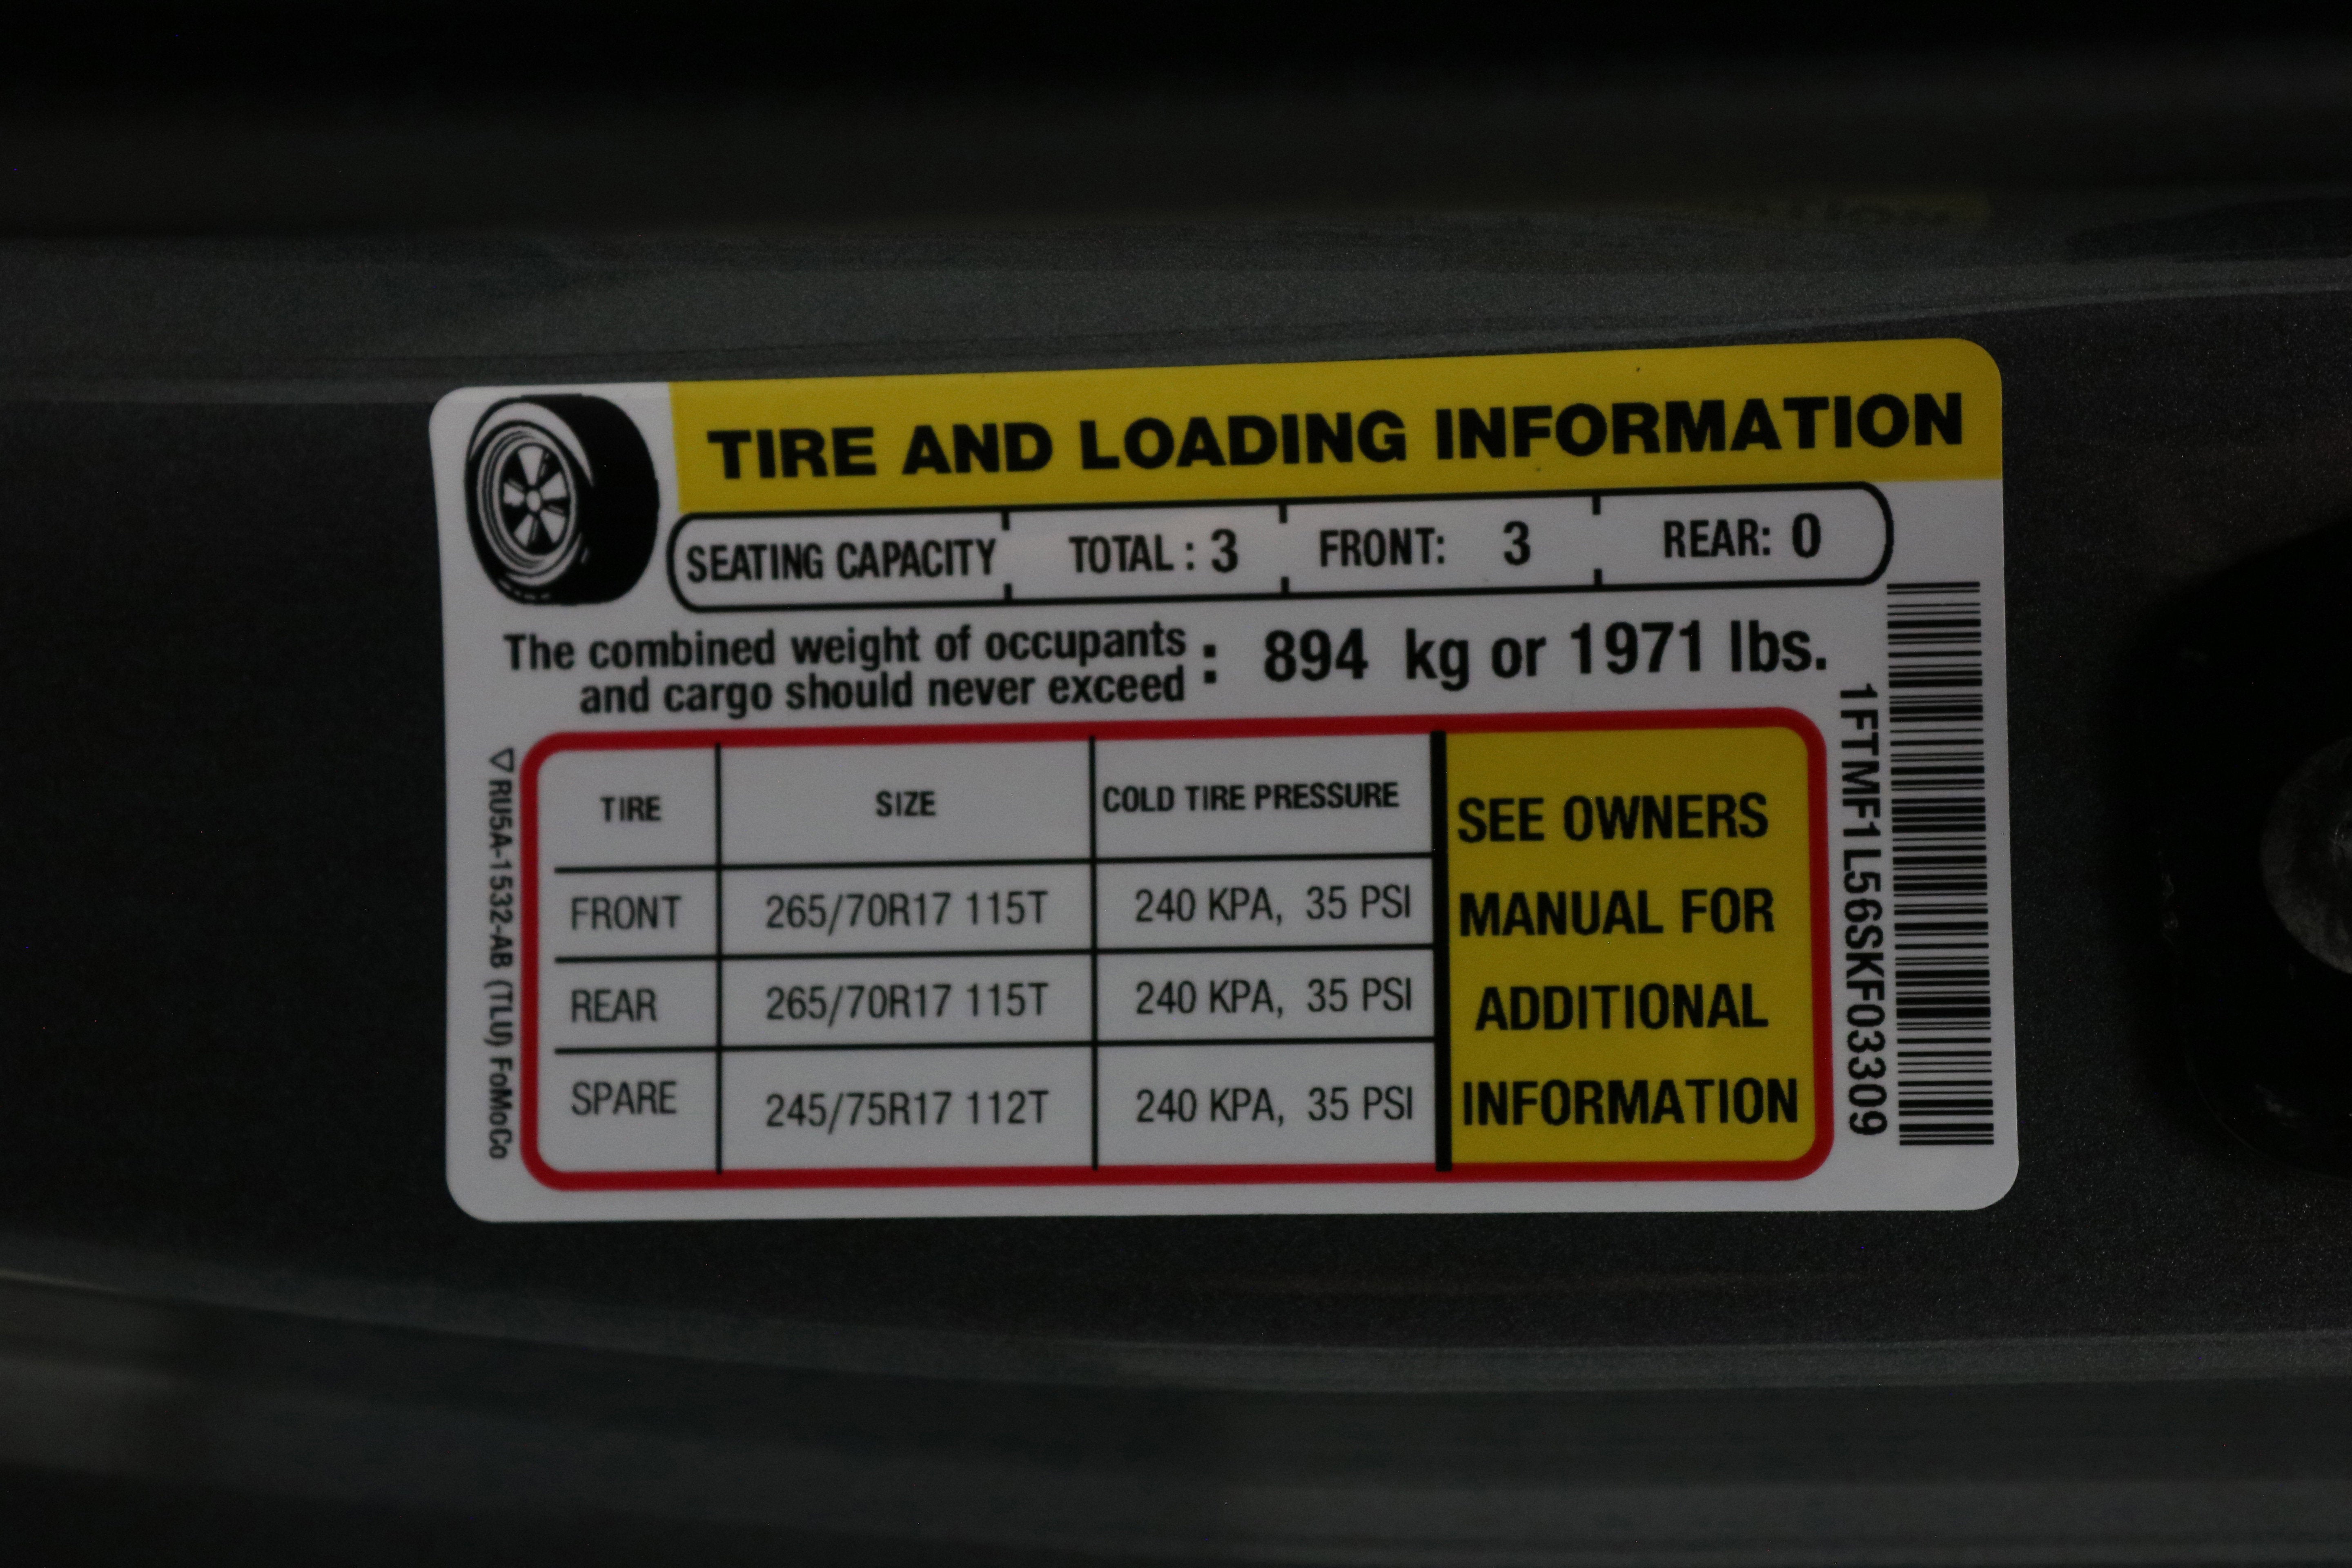 TIRE AND LOADING INFORMATION
SEATING CAPACITY TOTAL : 3 FRONT: 3 REAR: 0
The combined weight of occupants
and cargo should never exceed : 894 kg or 1971 lbs.
TIRE SIZE COLD TIRE PRESSURE
FRONT 265/70R17 115T 240 KPA, 35 PSI
REAR 265/70R17 115T 240 KPA, 35 PSI
SPARE 245/75R17 112T 240 KPA, 35 PSI
SEE OWNERS
MANUAL FOR
ADDITIONAL
INFORMATION
1FTMF1L56SKF03309
RU5A-1532-AB (TLU) FoMoCo